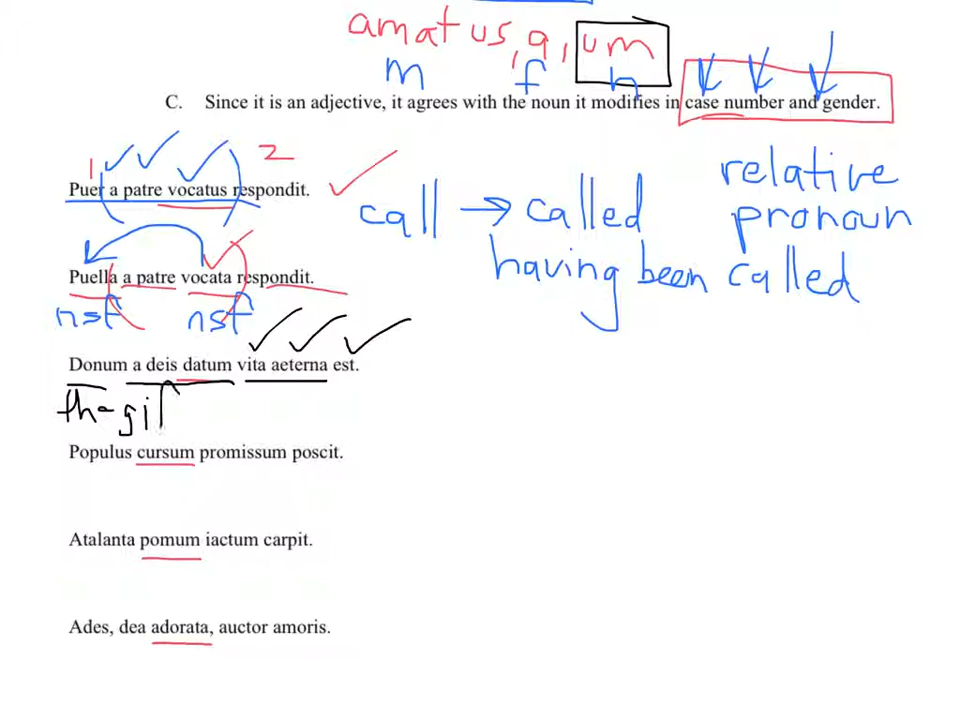 amatus, a, um
m f n
C. Since it is an adjective, it agrees with the noun it modifies in case number and gender.
1 2
Puer a patre vocatus respondit.
call → called
relative
pronoun
having been called
Puella a patre vocata respondit.
nsf nsf
Donum a deis datum vita aeterna est.
the gif
Populus cursum promissum poscit.
Atalanta pomum iactum carpit.
Ades, dea adorata, auctor amoris.